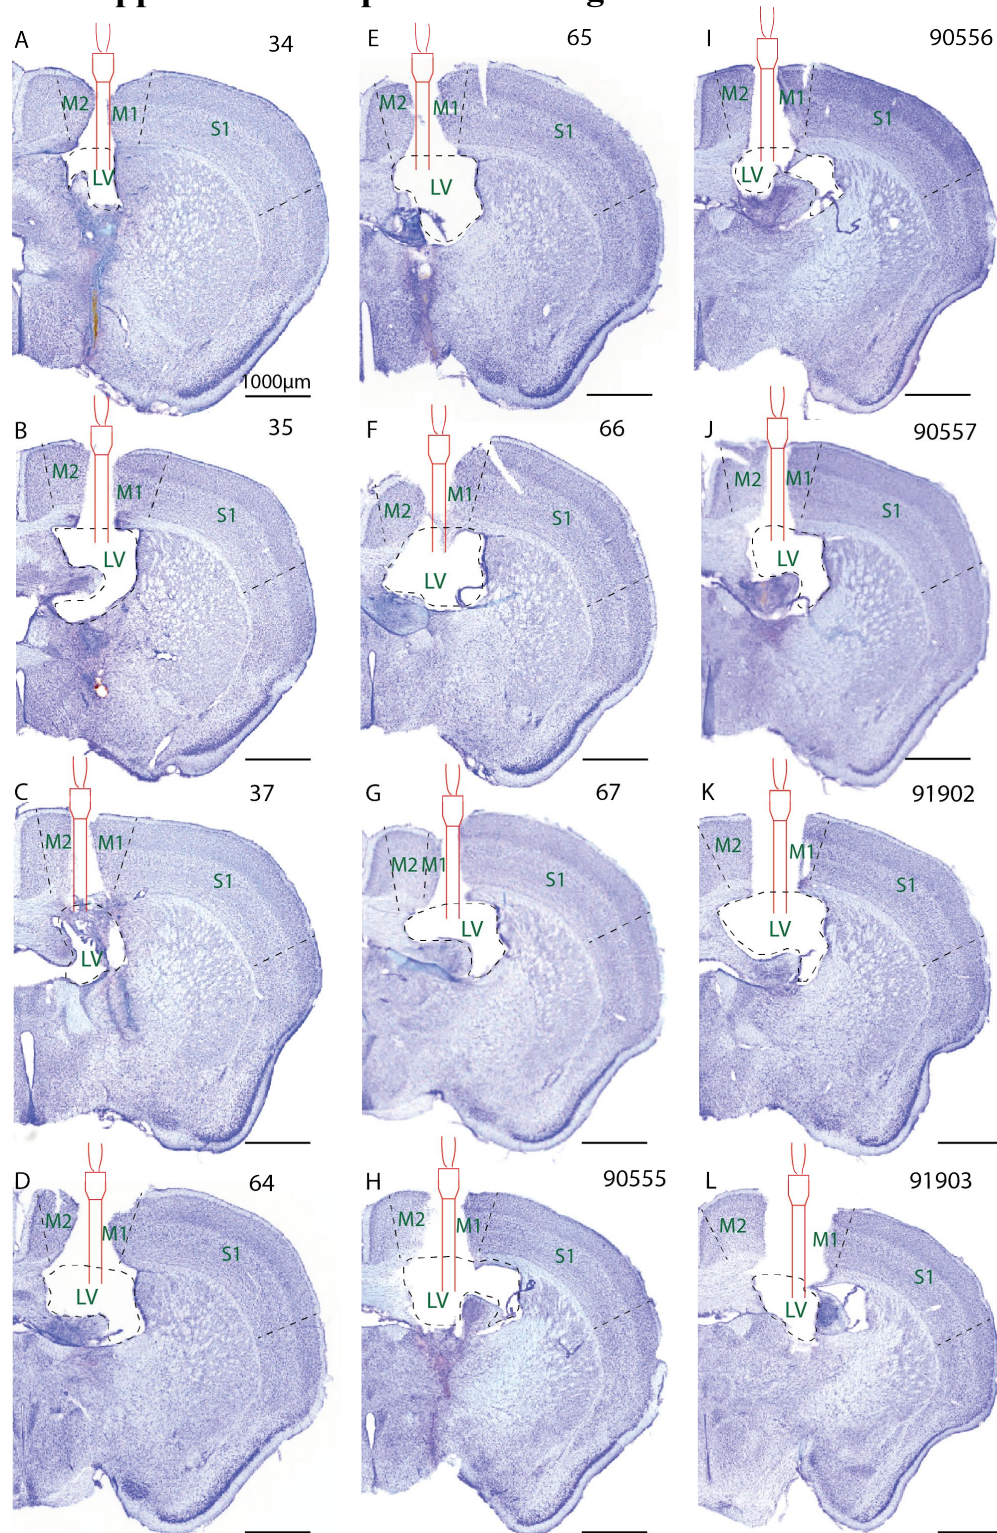 A
34
M2
M1
S1
LV
1000µm
B
35
M2
M1
S1
LV
C
37
M2
M1
S1
LV
D
64
M2
M1
S1
LV
E
65
M2
M1
S1
LV
F
66
M2
M1
S1
LV
G
67
M2
M1
S1
LV
H
90555
M2
M1
S1
LV
I
90556
M2
M1
S1
LV
J
90557
M2
M1
S1
LV
K
91902
M2
M1
S1
LV
L
91903
M2
M1
S1
LV